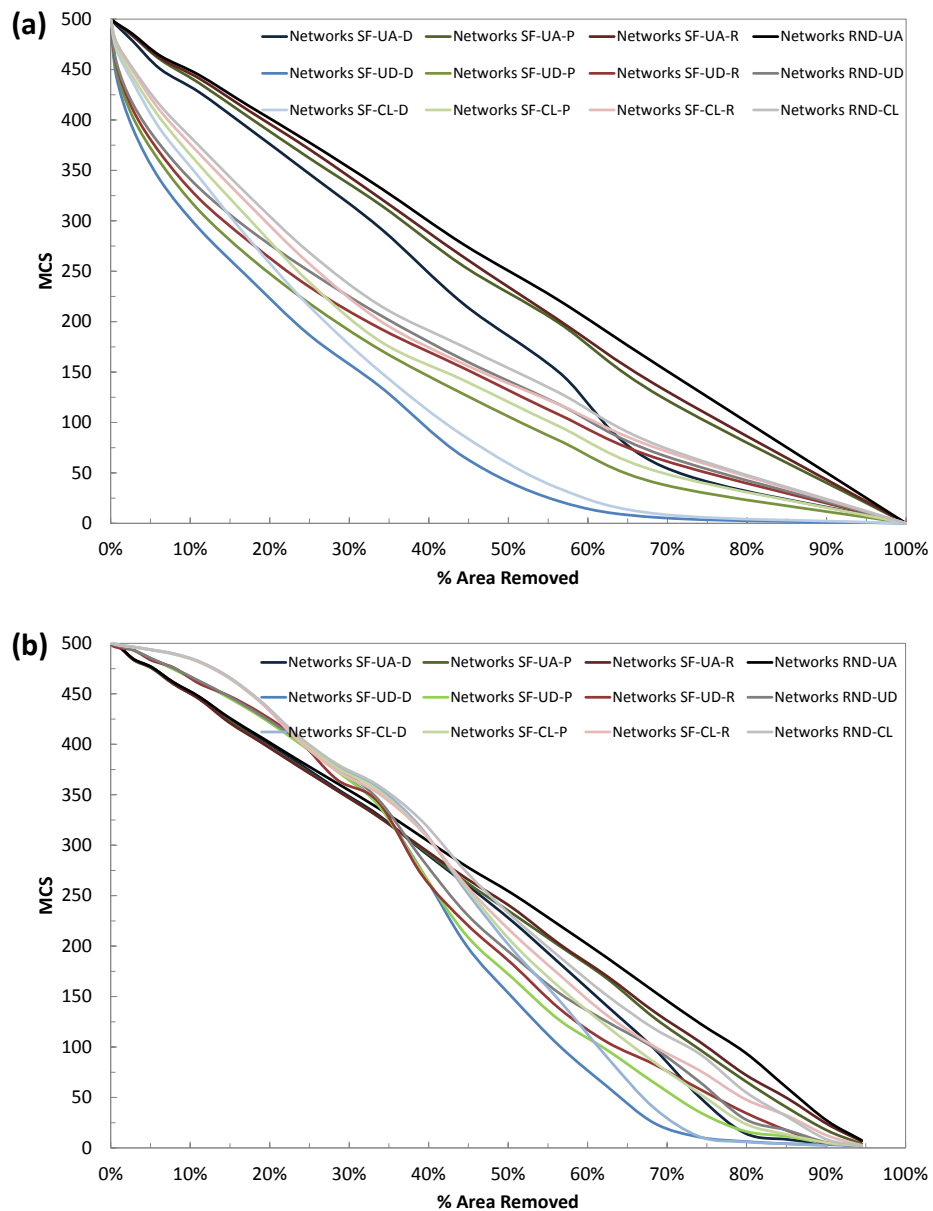 (a)
Networks SF-UA-D Networks SF-UA-P Networks SF-UA-R Networks RND-UA
Networks SF-UD-D Networks SF-UD-P Networks SF-UD-R Networks RND-UD
Networks SF-CL-D Networks SF-CL-P Networks SF-CL-R Networks RND-CL
500
450
400
350
300
250
200
150
100
50
0
MCS
0% 10% 20% 30% 40% 50% 60% 70% 80% 90% 100%
% Area Removed
(b)
Networks SF-UA-D Networks SF-UA-P Networks SF-UA-R Networks RND-UA
Networks SF-UD-D Networks SF-UD-P Networks SF-UD-R Networks RND-UD
Networks SF-CL-D Networks SF-CL-P Networks SF-CL-R Networks RND-CL
500
450
400
350
300
250
200
150
100
50
0
MCS
0% 10% 20% 30% 40% 50% 60% 70% 80% 90% 100%
% Area Removed